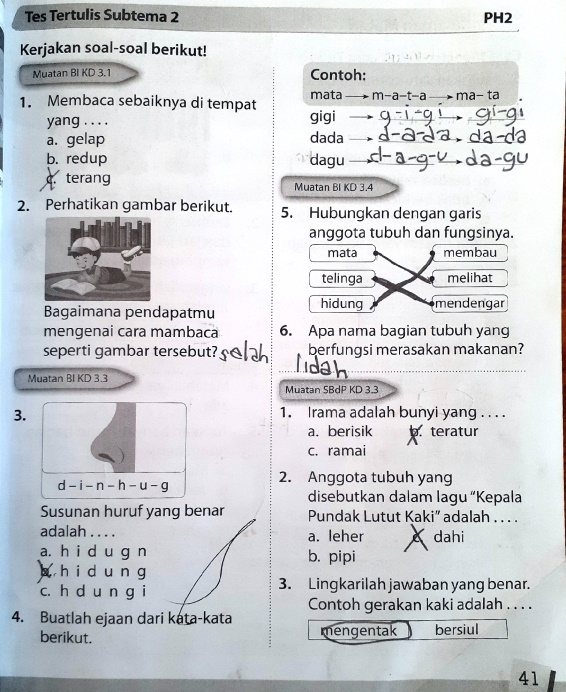 Tes Tertulis Subtema 2
PH2
Kerjakan soal-soal berikut!
Muatan BI KD 3.1
1. Membaca sebaiknya di tempat
yang . . . .
a. gelap
b. redup
c. terang
2. Perhatikan gambar berikut.
Bagaimana pendapatmu
mengenai cara mambaca
seperti gambar tersebut? selah
Muatan BI KD 3.3
3.
d – i – n – h – u – g
Susunan huruf yang benar
adalah . . . .
a. h i d u g n
b. h i d u n g
c. h d u n g i
4. Buatlah ejaan dari kata-kata
berikut.
Contoh:
mata → m–a–t–a → ma– ta .
gigi → g-i-g i → gi-gi
dada → d-a-d-a → da-da
dagu → d-a-g-u → da-gu
Muatan BI KD 3.4
5. Hubungkan dengan garis
anggota tubuh dan fungsinya.
mata membau
telinga melihat
hidung mendengar
6. Apa nama bagian tubuh yang
berfungsi merasakan makanan?
lidah
Muatan SBdP KD 3.3
1. Irama adalah bunyi yang . . . .
a. berisik b. teratur
c. ramai
2. Anggota tubuh yang
disebutkan dalam lagu “Kepala
Pundak Lutut Kaki” adalah . . . .
a. leher dahi
b. pipi
3. Lingkarilah jawaban yang benar.
Contoh gerakan kaki adalah . . . .
mengentak bersiul
41